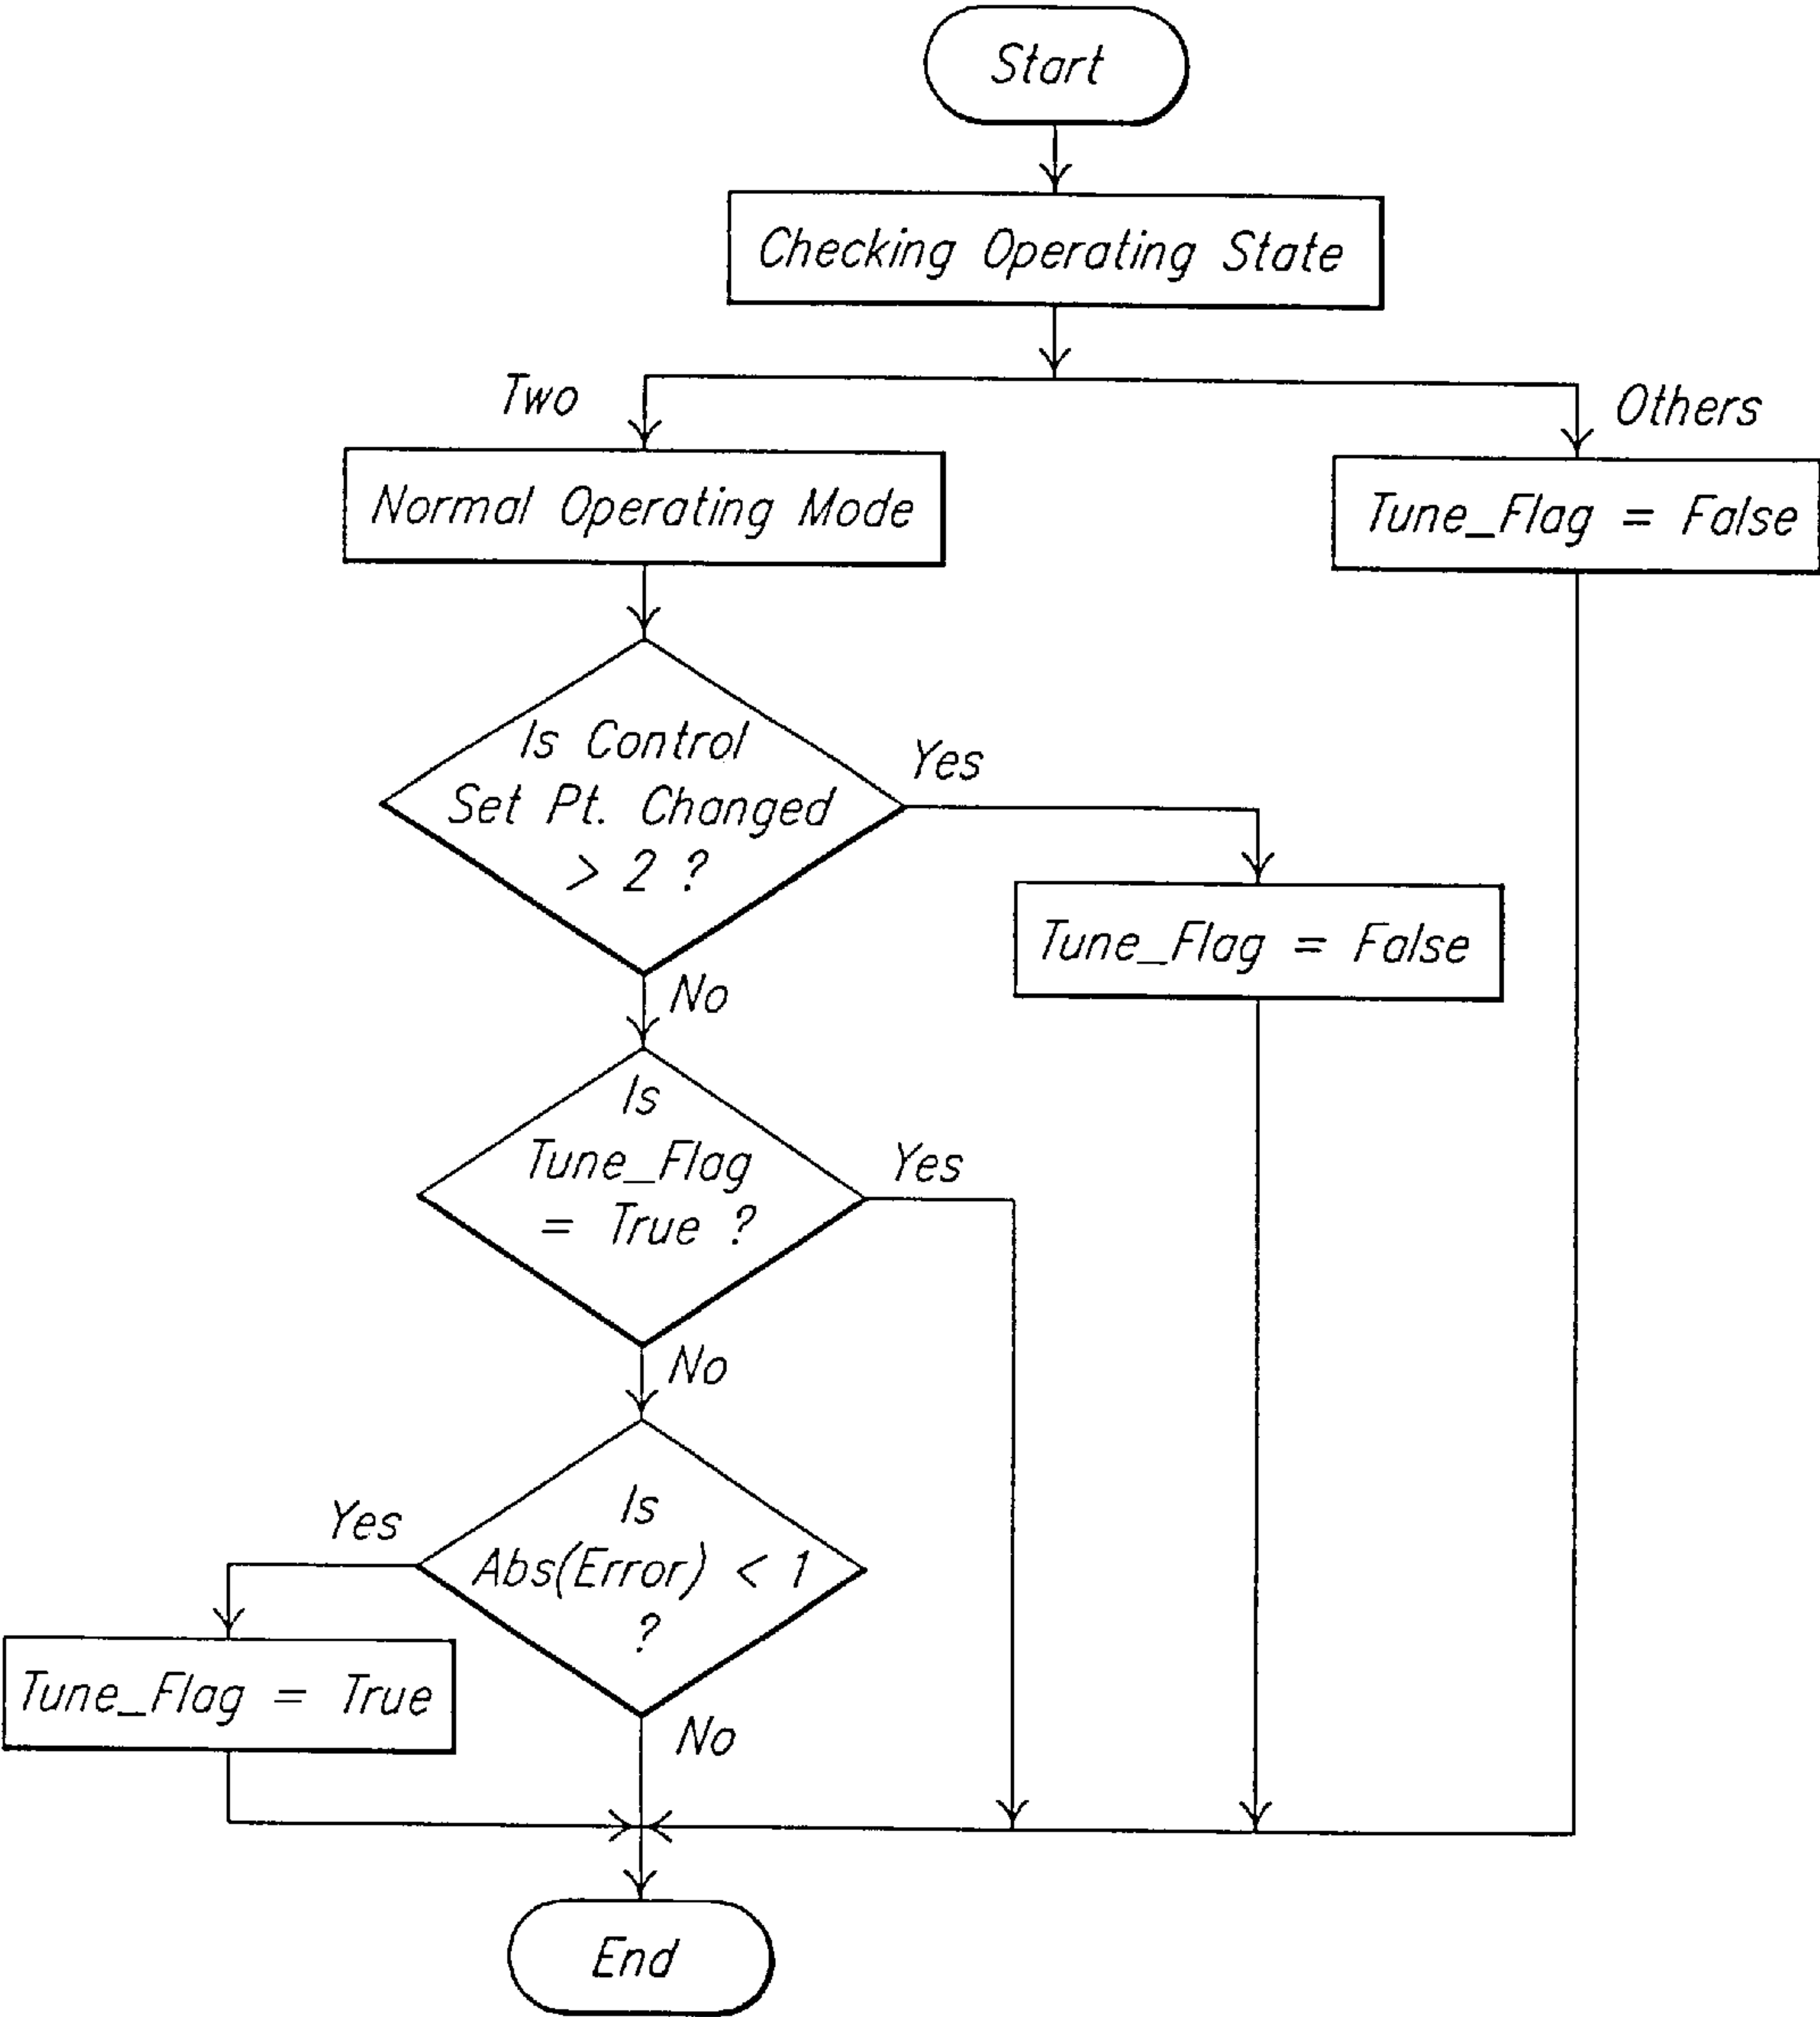 Start
Checking Operating State
Two
Others
Normal Operating Mode
Tune_Flag = False
Is Control
Set Pt. Changed
> 2 ?
Yes
Tune_Flag = False
No
Is
Tune_Flag
= True ?
Yes
No
Is
Abs(Error) < 1
?
Yes
Tune_Flag = True
No
End